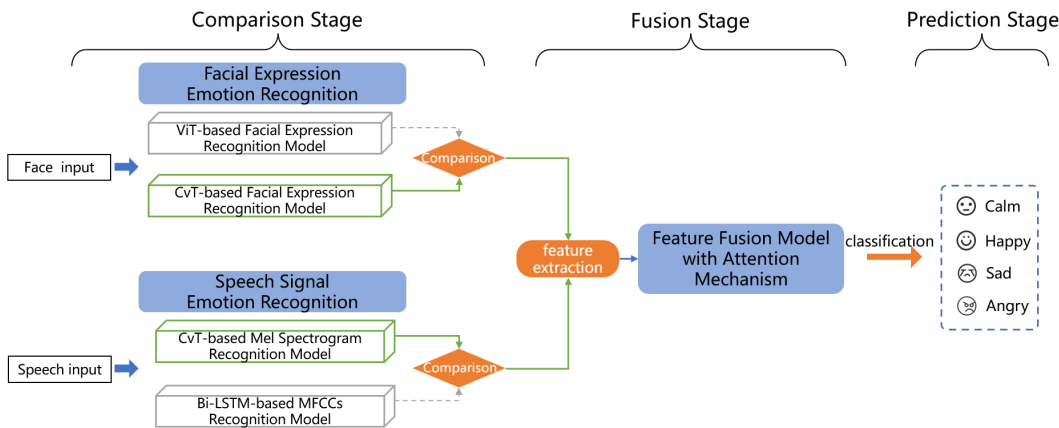 Comparison Stage
Fusion Stage
Prediction Stage
Facial Expression
Emotion Recognition
ViT-based Facial Expression
Recognition Model
Comparison
Face input
CvT-based Facial Expression
Recognition Model
feature
extraction
Feature Fusion Model
with Attention
Mechanism
classification
Calm
Happy
Sad
Angry
Speech Signal
Emotion Recognition
CvT-based Mel Spectrogram
Recognition Model
Comparison
Speech input
Bi-LSTM-based MFCCs
Recognition Model